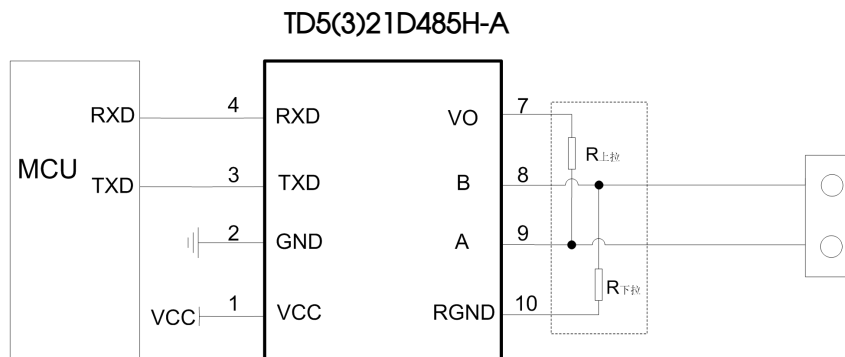 TD5(3)21D485H-A
RXD 4 RXD VO 7
R上拉
MCU
TXD 3 TXD B 8
2 GND A 9
R下拉
VCC 1 VCC RGND 10